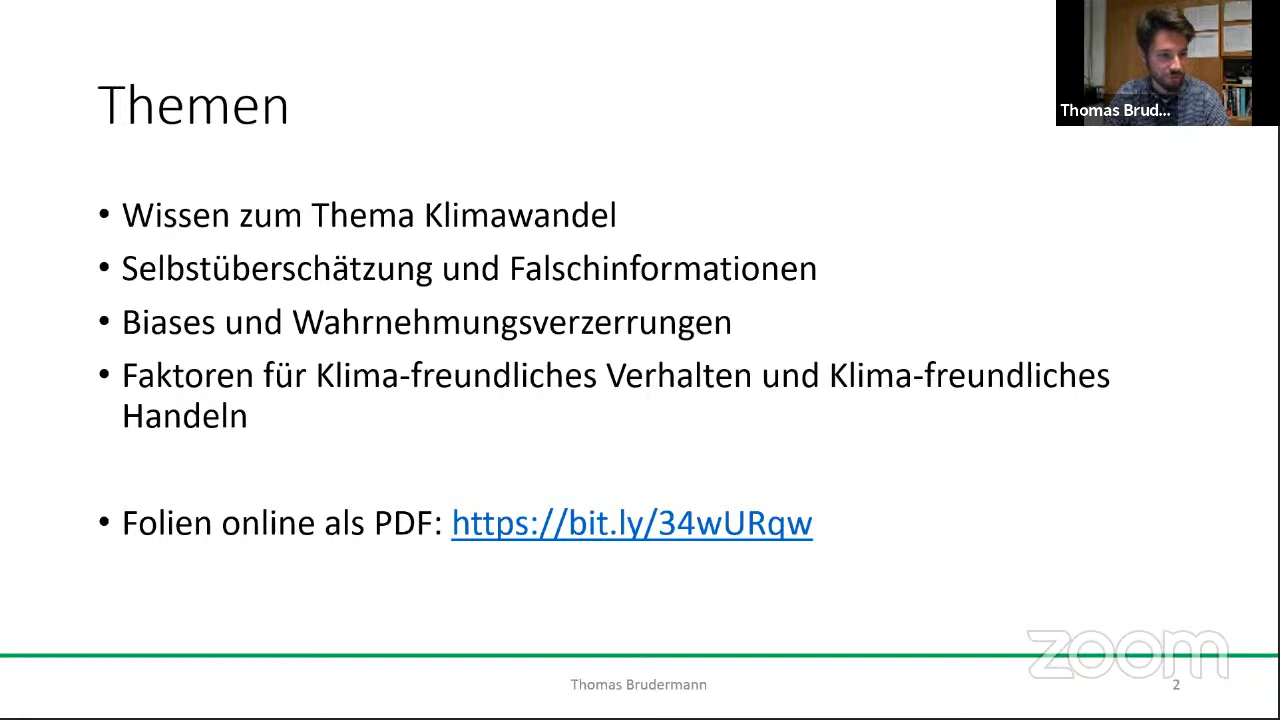 Themen
Thomas Brud...
• Wissen zum Thema Klimawandel
• Selbstüberschätzung und Falschinformationen
• Biases und Wahrnehmungsverzerrungen
• Faktoren für Klima-freundliches Verhalten und Klima-freundliches
Handeln
• Folien online als PDF: https://bit.ly/34wURqw
zoom
Thomas Brudermann
2